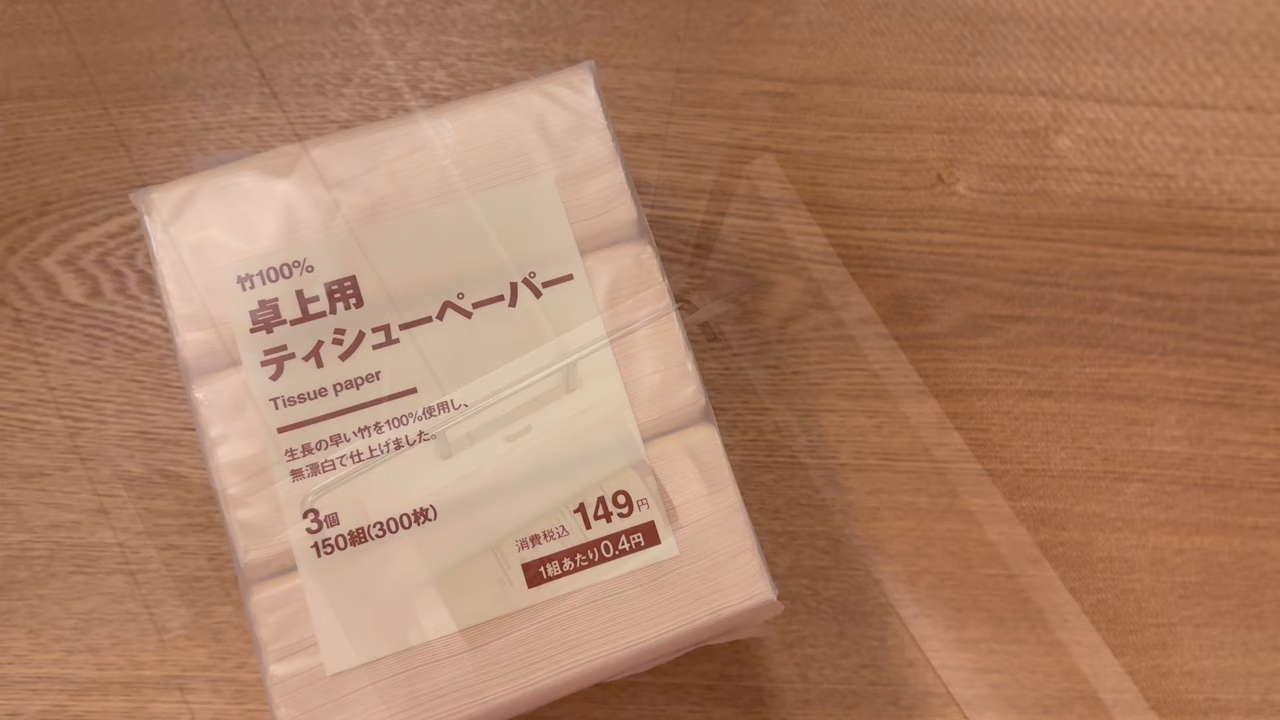 竹100%
卓上用
ティシューペーパー
Tissue paper
生長の早い竹を100%使用し、
無漂白で仕上げました。
3個
150組(300枚)
消費税込 149円
1組あたり0.4円